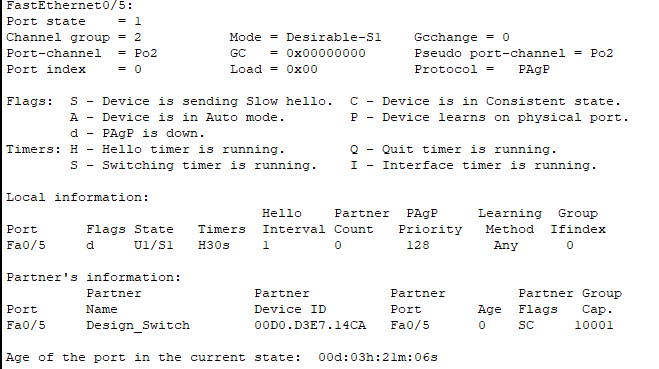 FastEthernet0/5:
Port state    = 1
Channel group = 2           Mode = Desirable-Sl    Gcchange = 0
Port-channel  = Po2         GC   = 0x00000000      Pseudo port-channel = Po2
Port index    = 0           Load = 0x00            Protocol =   PAgP
Flags:  S - Device is sending Slow hello.  C - Device is in Consistent state.
        A - Device is in Auto mode.        P - Device learns on physical port.
        d - PAgP is down.
Timers: H - Hello timer is running.        Q - Quit timer is running.
        S - Switching timer is running.    I - Interface timer is running.
Local information:
                                Hello    Partner  PAgP     Learning  Group
Port      Flags State   Timers  Interval Count   Priority   Method  Ifindex
Fa0/5     d     U1/S1   H30s    1        0        128        Any      0
Partner's information:
          Partner              Partner          Partner         Partner Group
Port      Name                 Device ID        Port       Age  Flags   Cap.
Fa0/5     Design_Switch        00D0.D3E7.14CA   Fa0/5       0   SC      10001
Age of the port in the current state:  00d:03h:21m:06s